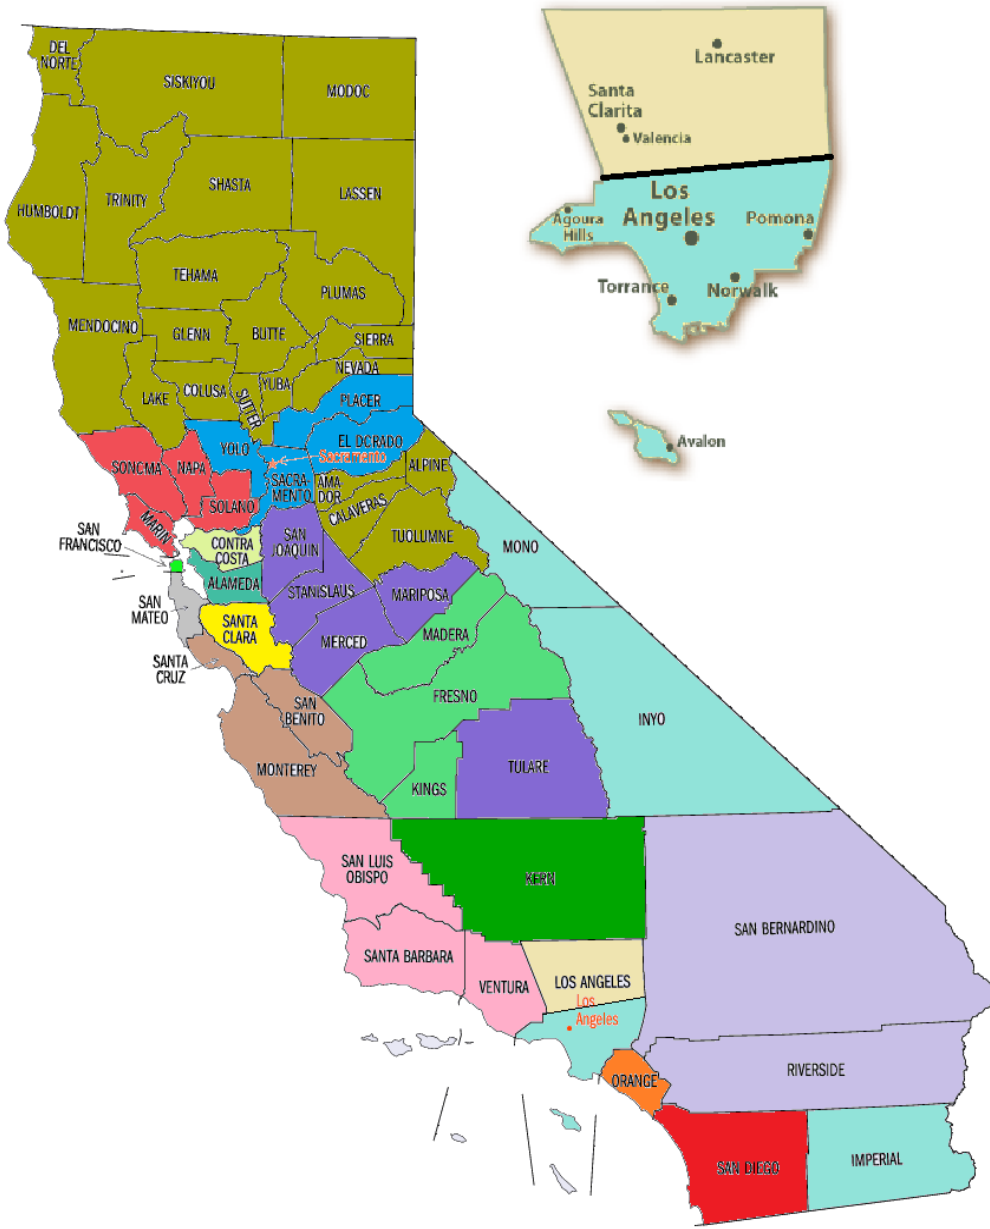 DEL
NORTE
SISKIYOU
MODOC
HUMBOLDT
TRINITY
SHASTA
LASSEN
TEHAMA
PLUMAS
MENDOCINO
GLENN
BUTTE
SIERRA
NEVADA
LAKE
COLUSA
SUTTER
YUBA
PLACER
YOLO
EL DORADO
Sacramento
SONOMA
NAPA
SACRA-
MENTO
AMA
DOR
ALPINE
SOLANO
CALAVERAS
MARIN
SAN
FRANCISCO
CONTRA
COSTA
SAN
JOAQUIN
TUOLUMNE
MONO
ALAMEDA
STANISLAUS
MARIPOSA
SAN
MATEO
SANTA
CLARA
MERCED
MADERA
SANTA
CRUZ
SAN
BENITO
FRESNO
INYO
MONTEREY
KINGS
TULARE
SAN LUIS
OBISPO
KERN
SAN BERNARDINO
SANTA BARBARA
VENTURA
LOS ANGELES
Los
Angeles
ORANGE
RIVERSIDE
SAN DIEGO
IMPERIAL
Lancaster
Santa
Clarita
Valencia
Los
Angeles
Agoura
Hills
Pomona
Torrance
Norwalk
Avalon